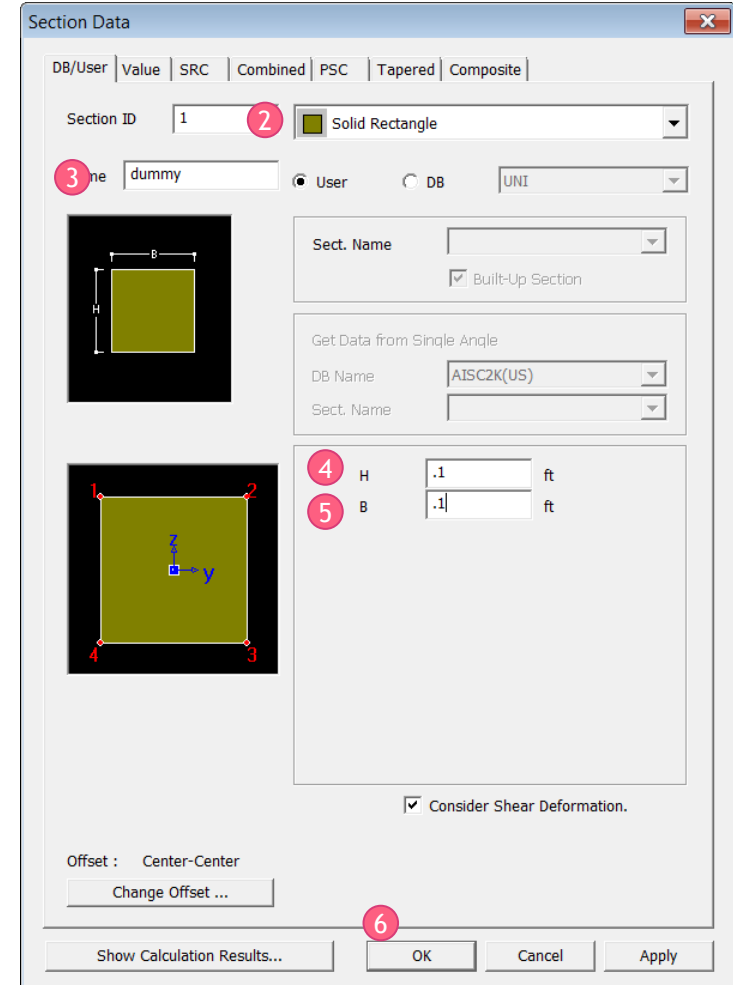 Section Data
DB/User Value SRC Combined PSC Tapered Composite
Section ID 1 2 Solid Rectangle
3 me dummy User DB UNI
B
H
Sect. Name
Built-Up Section
Get Data from Single Angle
DB Name AISC2K(US)
Sect. Name
4 H .1 ft
5 B .1 ft
1 2
z
y
4 3
Consider Shear Deformation.
Offset : Center-Center
Change Offset ...
6
Show Calculation Results... OK Cancel Apply